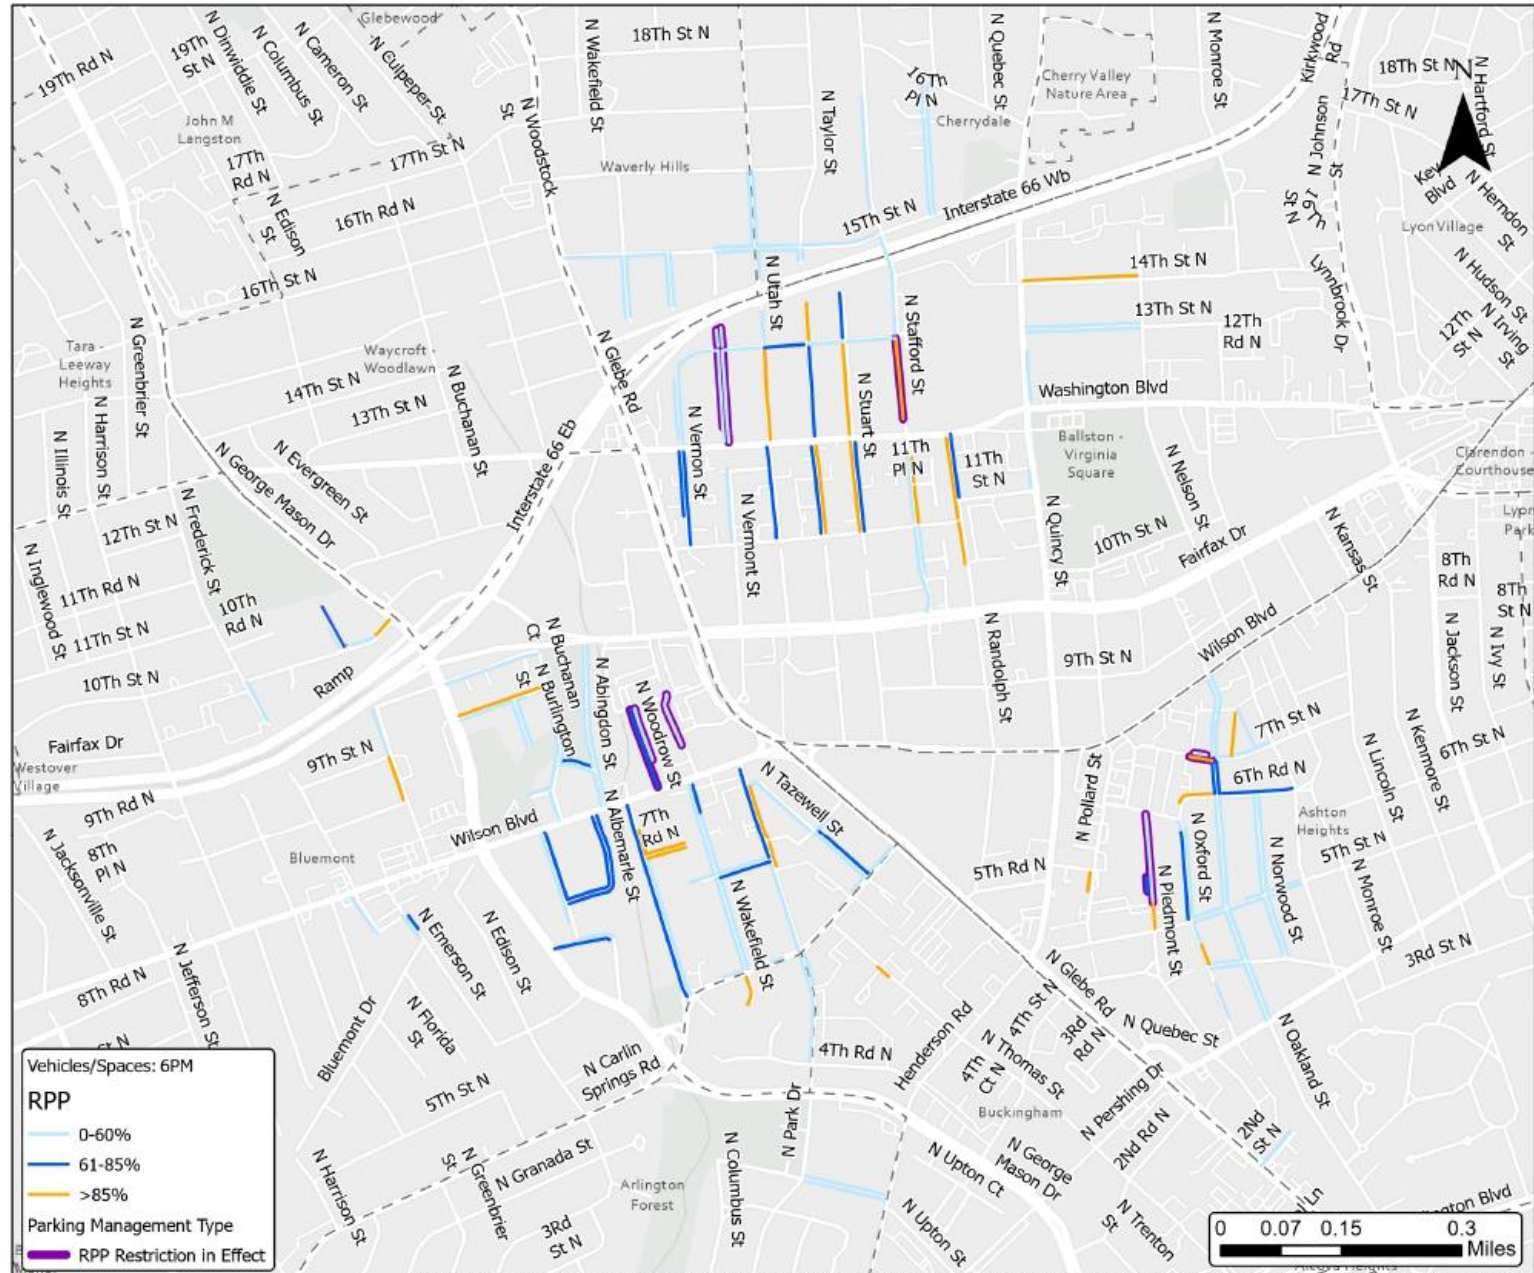 Glebewood
N Dinwiddie St
N Columbus St
N Cameron St
N Culpeper St
19Th Rd N
19Th
St N
N Woodstock
St
N Wakefield St
18Th St N
N Quebec St
16Th
Pl N
Cherry Valley
Nature Area
Cherrydale
N Monroe St
Kirkwood
Rd
18Th St N
N
N Hartford St
17Th St N
N Johnson
St
Key
Blvd
N Herndon
St
Lyon Village
John M
Langston
17Th
Rd N
17Th St N
N Edison
St
16Th Rd N
16Th St N
Waverly Hills
N Taylor St
15Th St N
Interstate 66 Wb
16Th
St N
Lynnbrook Dr
N Hudson St
N Irving
St
12Th
St N
14Th St N
13Th St N
12Th
Rd N
Washington Blvd
N Utah St
N Stafford St
N Stuart St
N Glebe Rd
Tara -
Leeway
Heights
N Greenbrier St
Waycroft -
Woodlawn
14Th St N
13Th St N
N Buchanan St
N Illinois St
N Harrison St
N George Mason Dr
N Evergreen St
N Frederick St
Interstate 66 Eb
N Vernon St
N Vermont St
11Th
Pl N
11Th
St N
Ballston -
Virginia
Square
N Nelson St
N Quincy St
10Th St N
Fairfax Dr
N Kansas St
Clarendon -
Courthouse
Lyon
Park
8Th
Rd N
8Th
St N
N Jackson St
N Ivy St
12Th St N
N Inglewood St
11Th Rd N
11Th St N
10Th
Rd N
10Th St N
Ramp
Fairfax Dr
Westover
Village
9Th St N
9Th Rd N
8Th
Pl N
N Jacksonville St
Bluemont
Wilson Blvd
N Buchanan
Ct
N Burlington
St
N Abingdon St
N Woodrow St
N Albemarle St
7Th
Rd N
N Tazewell St
N Wakefield St
N Randolph St
9Th St N
Wilson Blvd
N Pollard St
5Th Rd N
7Th St N
6Th Rd N
6Th St N
Ashton
Heights
5Th St N
N Lincoln St
N Kenmore St
N Oxford St
N Piedmont St
N Norwood St
N Monroe St
3Rd St N
N Oakland St
N Emerson St
N Edison St
N Jefferson St
8Th Rd N
Bluemont Dr
N Florida
St
5Th St N
N Carlin
Springs Rd
4Th Rd N
Henderson Rd
N Glebe Rd
4Th St N
3Rd
Rd N
N Quebec St
N Thomas St
4Th
Ct N
Buckingham
N Pershing Dr
2Nd Rd N
2Nd
St N
N Park Dr
N Columbus St
Arlington
Forest
N Granada St
N Greenbrier
St
N Harrison St
3Rd
St N
N Upton Ct
N Upton St
N George
Mason Dr
N Trenton
St
St N
Vehicles/Spaces: 6PM
RPP
0-60%
61-85%
>85%
Parking Management Type
RPP Restriction in Effect
0 0.07 0.15 0.3
Miles